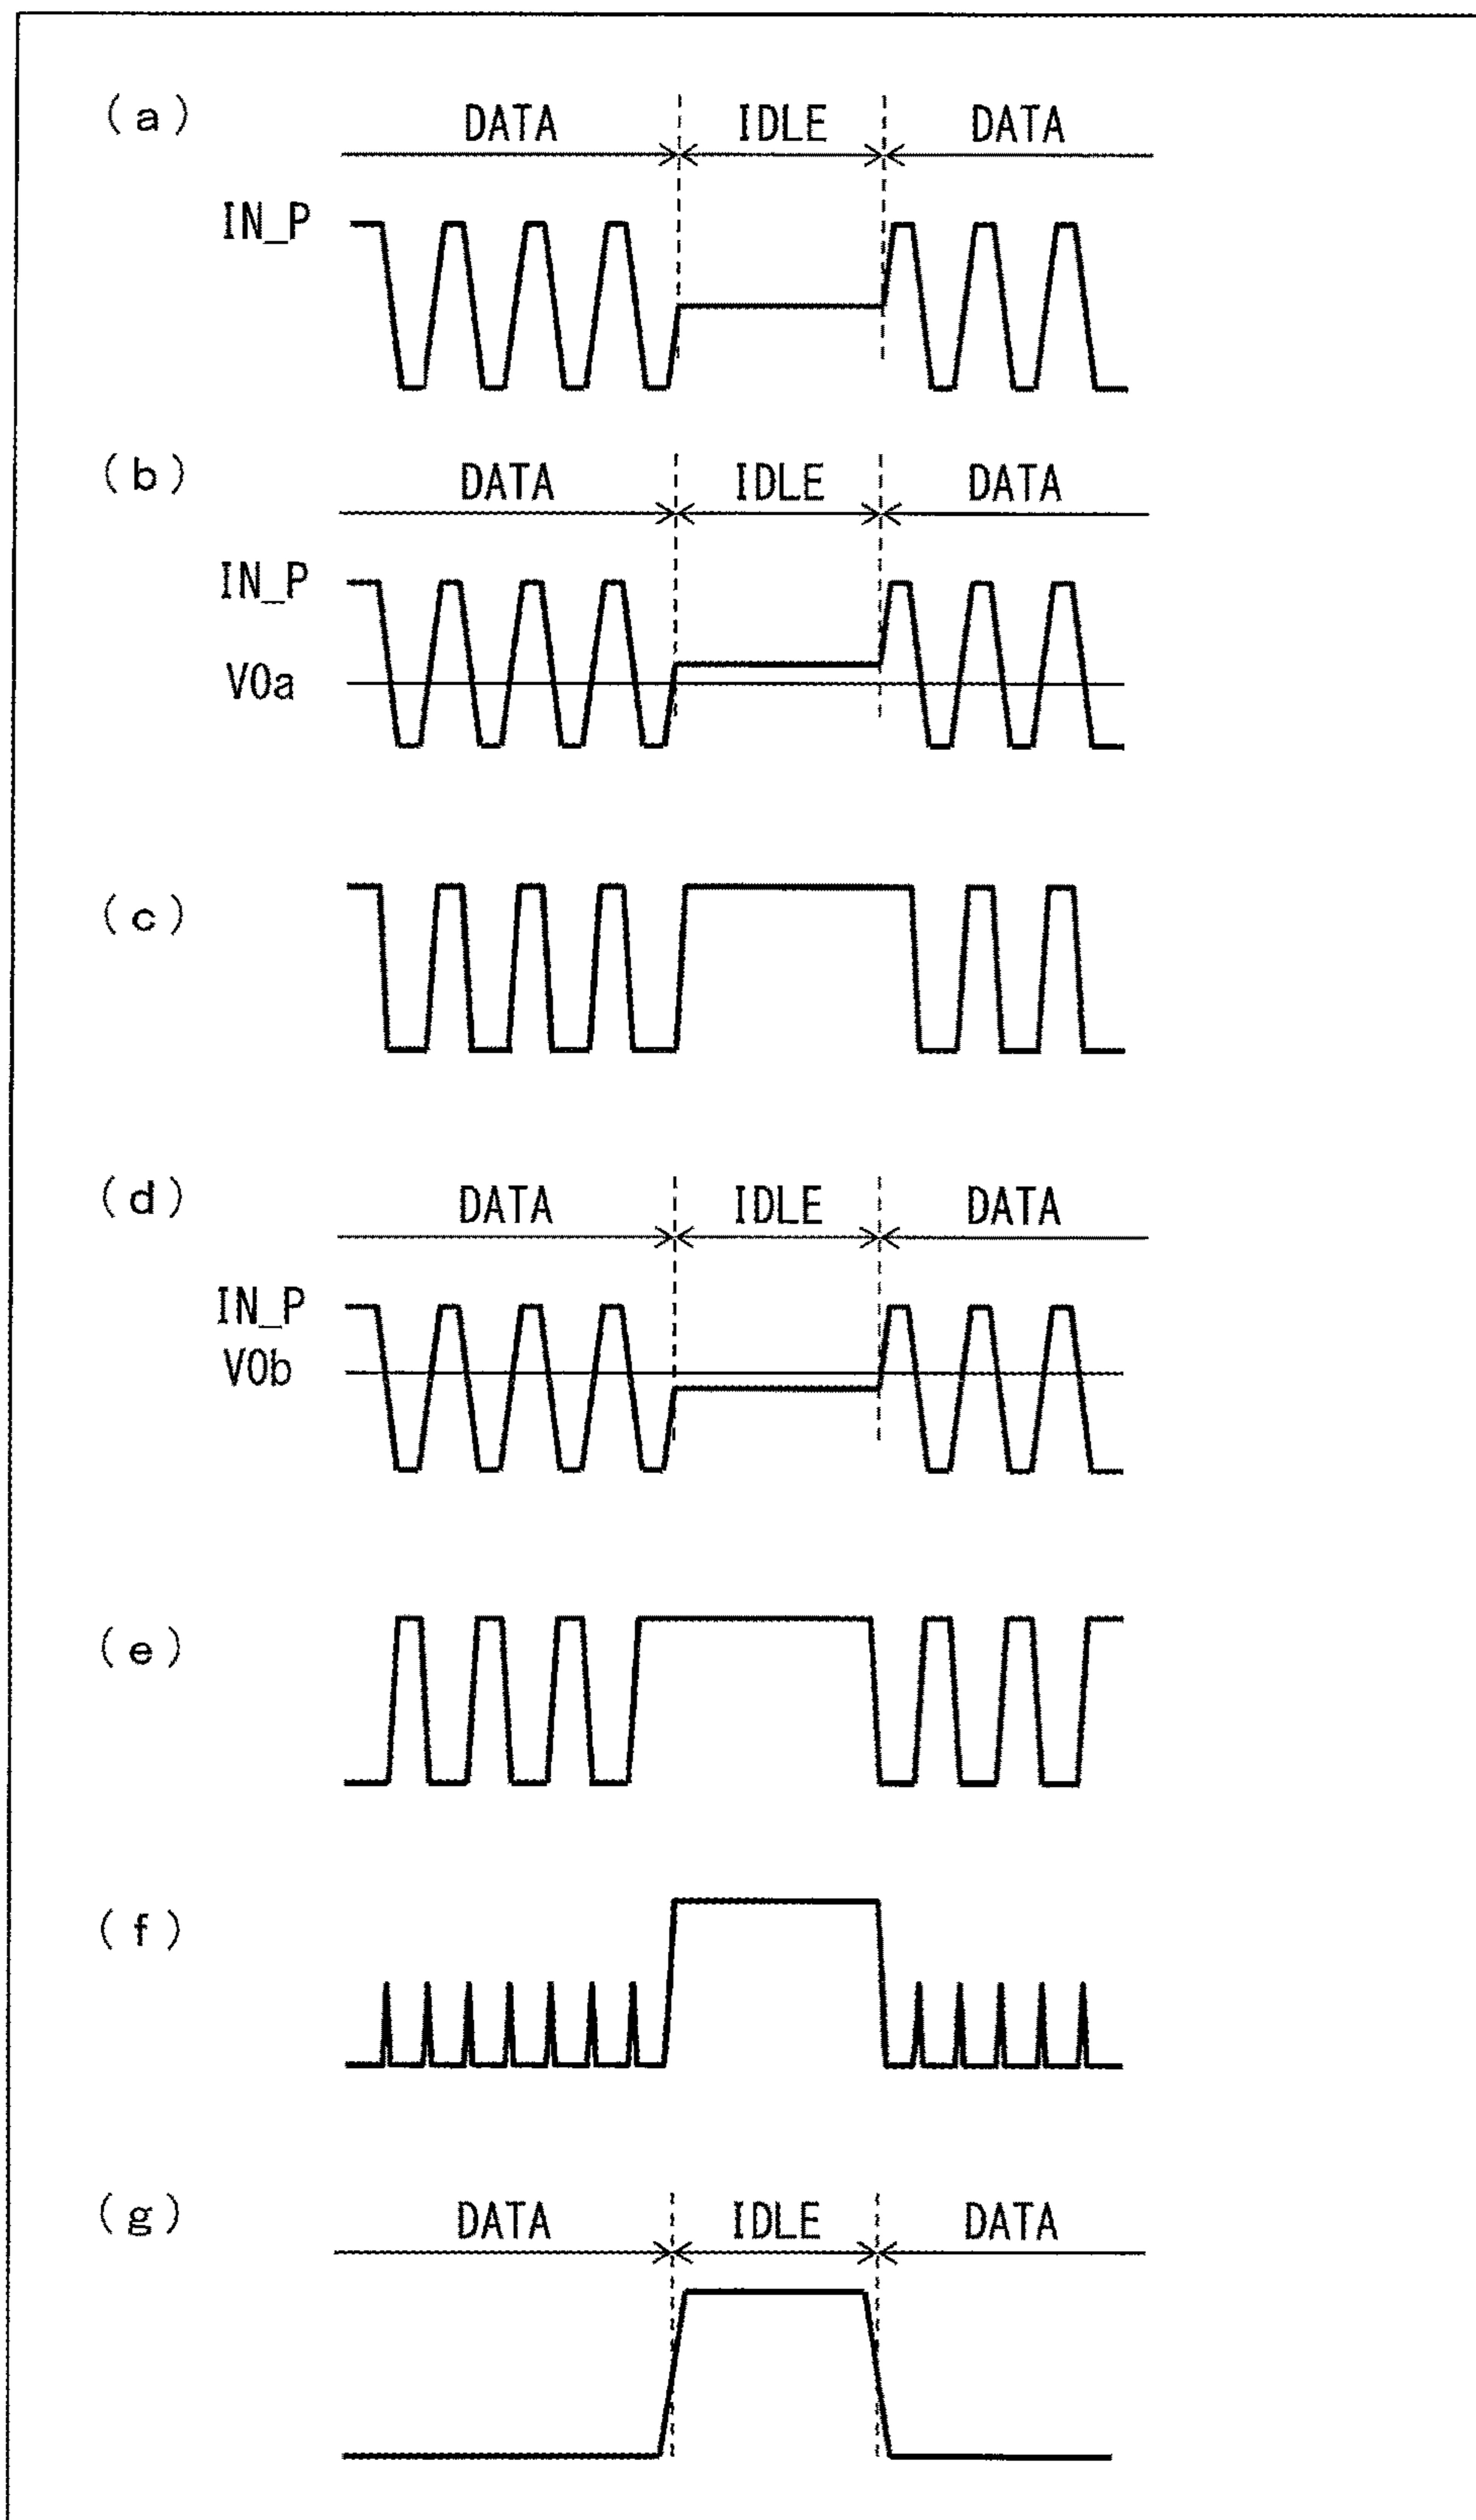 (a) DATA IDLE DATA
IN_P
(b) DATA IDLE DATA
IN_P
V0a
(c)
(d) DATA IDLE DATA
IN_P
V0b
(e)
(f)
(g) DATA IDLE DATA